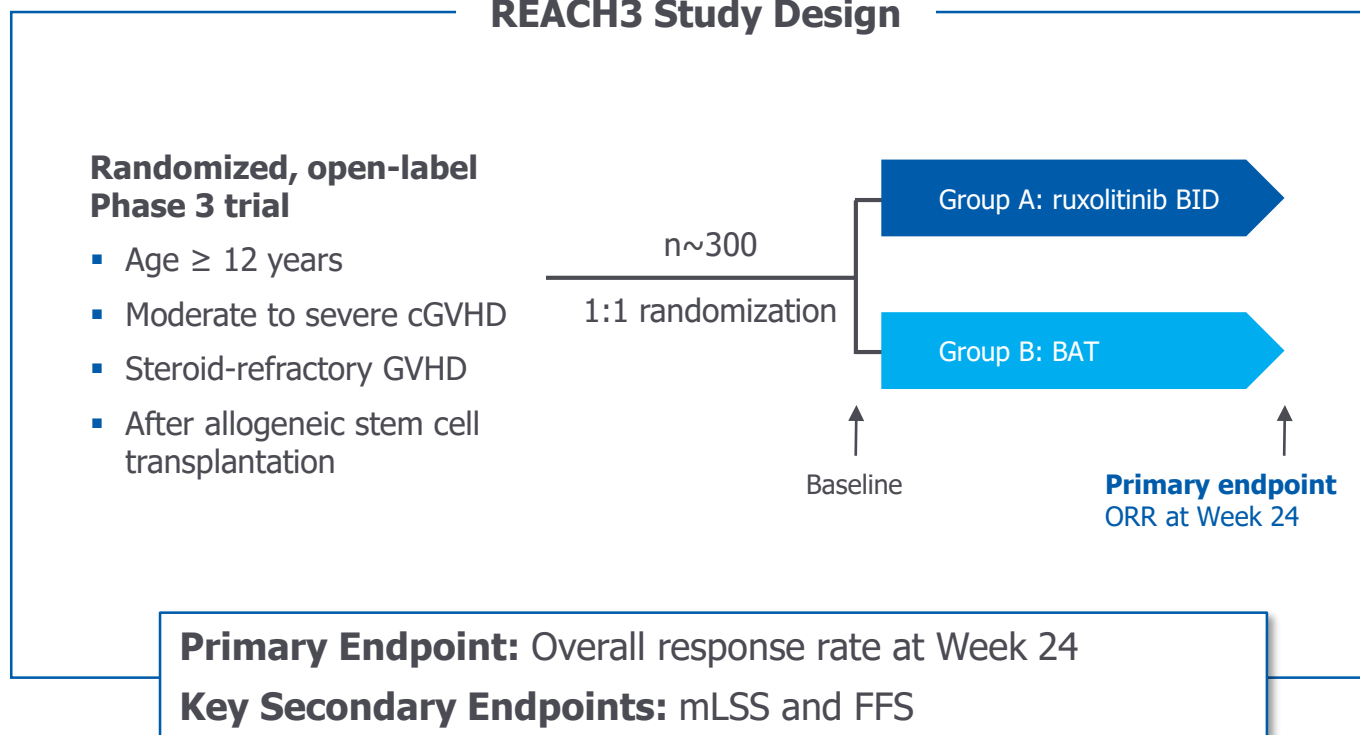 REACH3 Study Design
Randomized, open-label
Phase 3 trial
▪ Age ≥ 12 years
▪ Moderate to severe cGVHD
▪ Steroid-refractory GVHD
▪ After allogeneic stem cell
transplantation
n~300
1:1 randomization
Group A: ruxolitinib BID
Group B: BAT
Baseline
Primary endpoint
ORR at Week 24
Primary Endpoint: Overall response rate at Week 24
Key Secondary Endpoints: mLSS and FFS